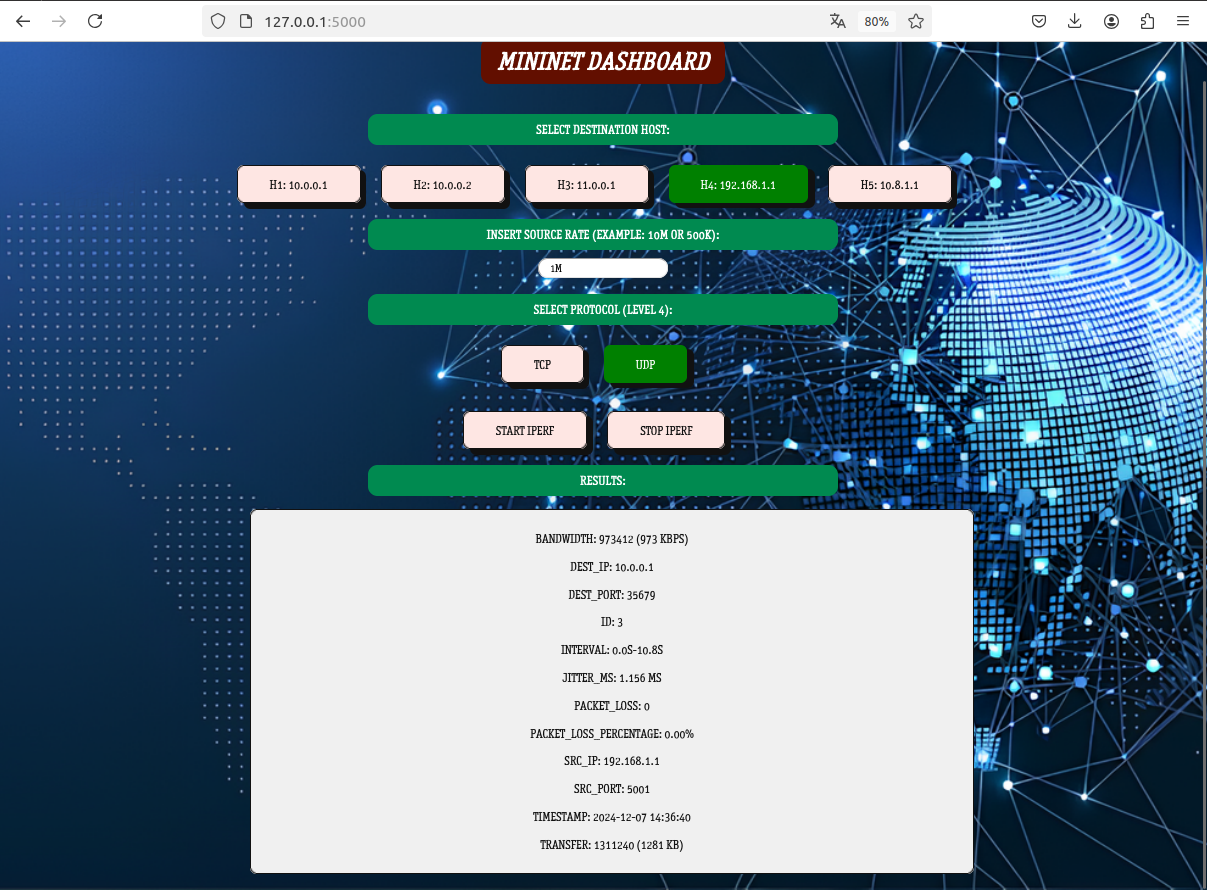 127.0.0.1:5000
80%
MININET DASHBOARD
SELECT DESTINATION HOST:
H1: 10.0.0.1 H2: 10.0.0.2 H3: 11.0.0.1 H4: 192.168.1.1 H5: 10.8.1.1
INSERT SOURCE RATE (EXAMPLE: 10M OR 500K):
1M
SELECT PROTOCOL (LEVEL 4):
TCP UDP
START IPERF STOP IPERF
RESULTS:
BANDWIDTH: 973412 (973 KBPS)
DEST_IP: 10.0.0.1
DEST_PORT: 35679
ID: 3
INTERVAL: 0.0S-10.8S
JITTER_MS: 1.156 MS
PACKET_LOSS: 0
PACKET_LOSS_PERCENTAGE: 0.00%
SRC_IP: 192.168.1.1
SRC_PORT: 5001
TIMESTAMP: 2024-12-07 14:36:40
TRANSFER: 1311240 (1281 KB)